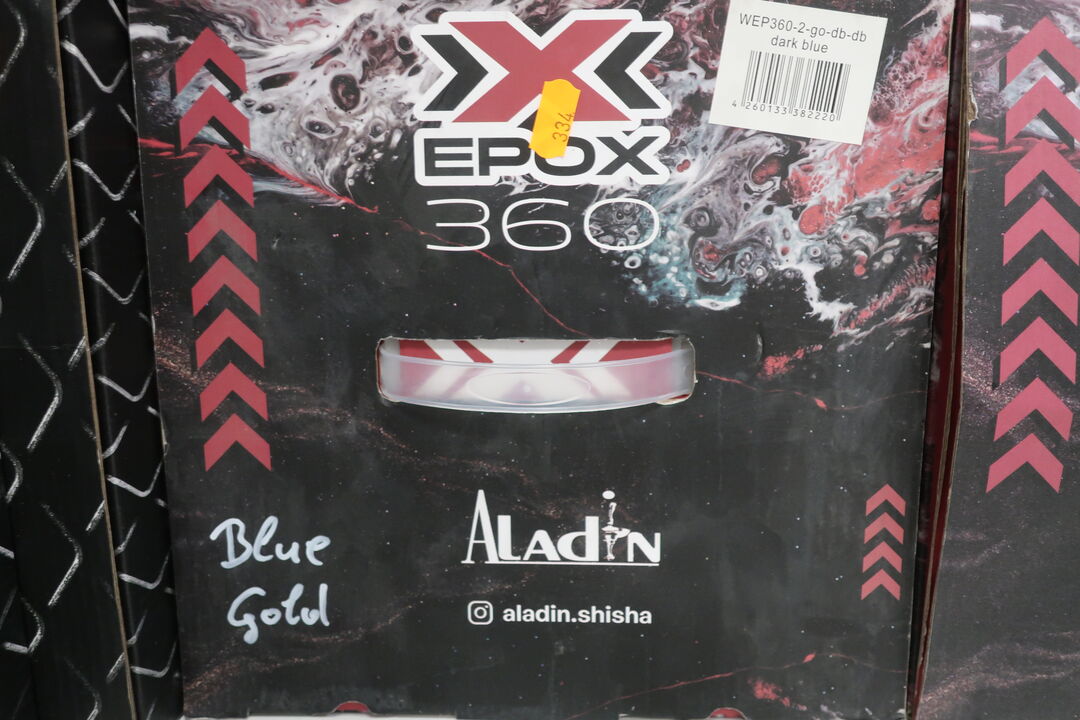 WEP360-2-go-db-db
dark blue
4 260133 382220
X
334
EPOX
360
Blue
Gold
ALADIN
aladin.shisha